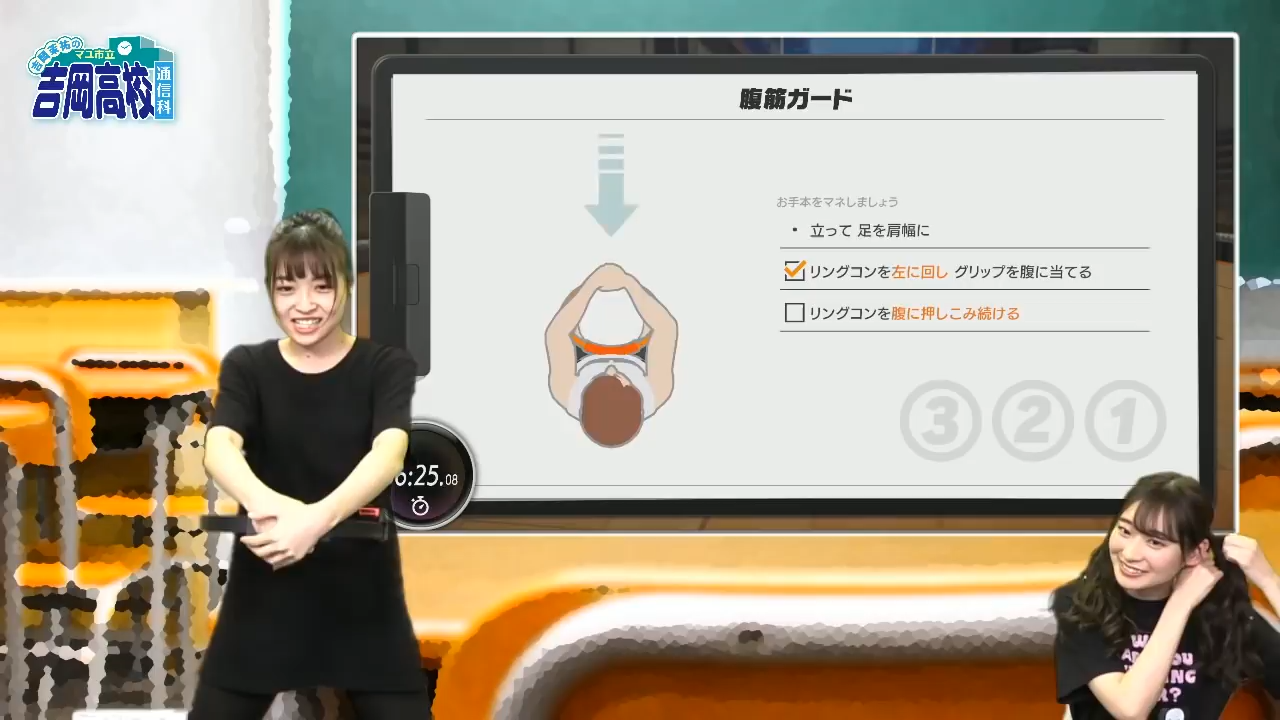 吉岡茉祐の
マユ市立
吉岡高校
通信科
腹筋ガード
お手本をマネしましょう
・ 立って 足を肩幅に
リングコンを左に回し グリップを腹に当てる
リングコンを腹に押しこみ続ける
3 2 1
6:25.08